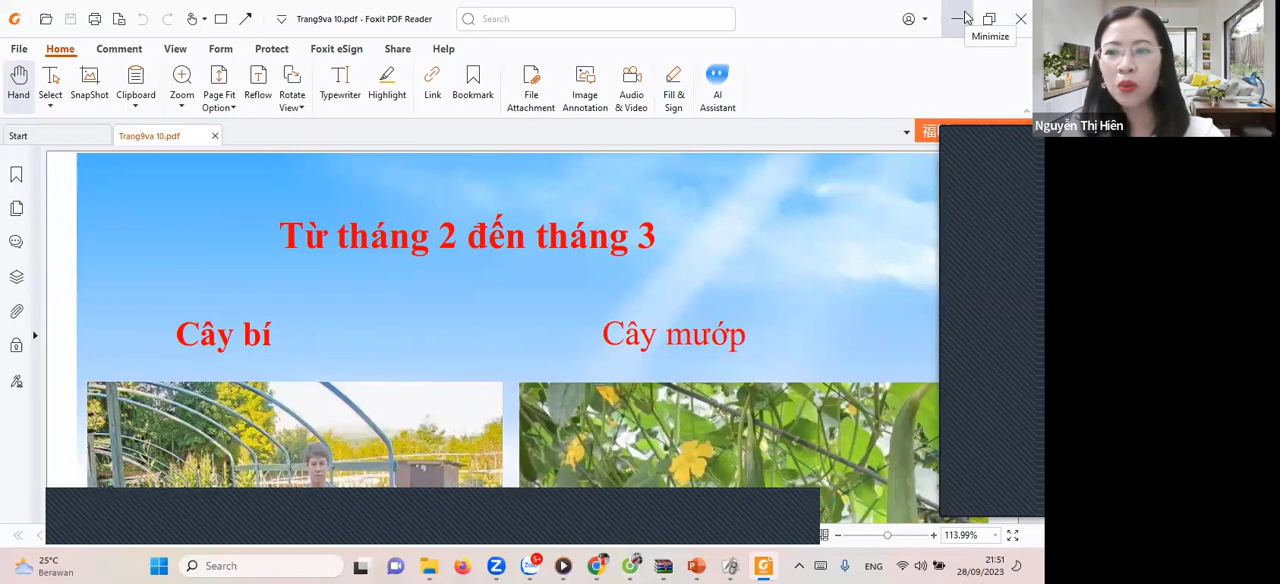 Trang9va 10.pdf - Foxit PDF Reader
Search
Minimize
File Home Comment View Form Protect Foxit eSign Share Help
Hand Select SnapShot Clipboard Zoom Page Fit Option Reflow Rotate View Typewriter Highlight Link Bookmark File Attachment Image Annotation Audio & Video Fill & Sign AI Assistant
Nguyễn Thị Hiên
Start
Trang9va 10.pdf
福
Từ tháng 2 đến tháng 3
Cây bí
Cây mướp
113.99%
25°C
Berawan
Search
5+
ENG
21:51
28/09/2023